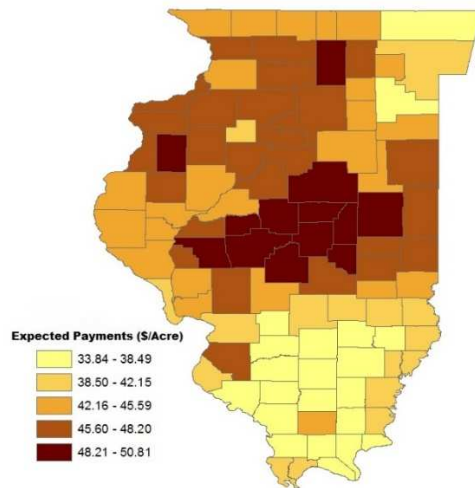 Expected Payments ($/Acre)
33.84 - 38.49
38.50 - 42.15
42.16 - 45.59
45.60 - 48.20
48.21 - 50.81